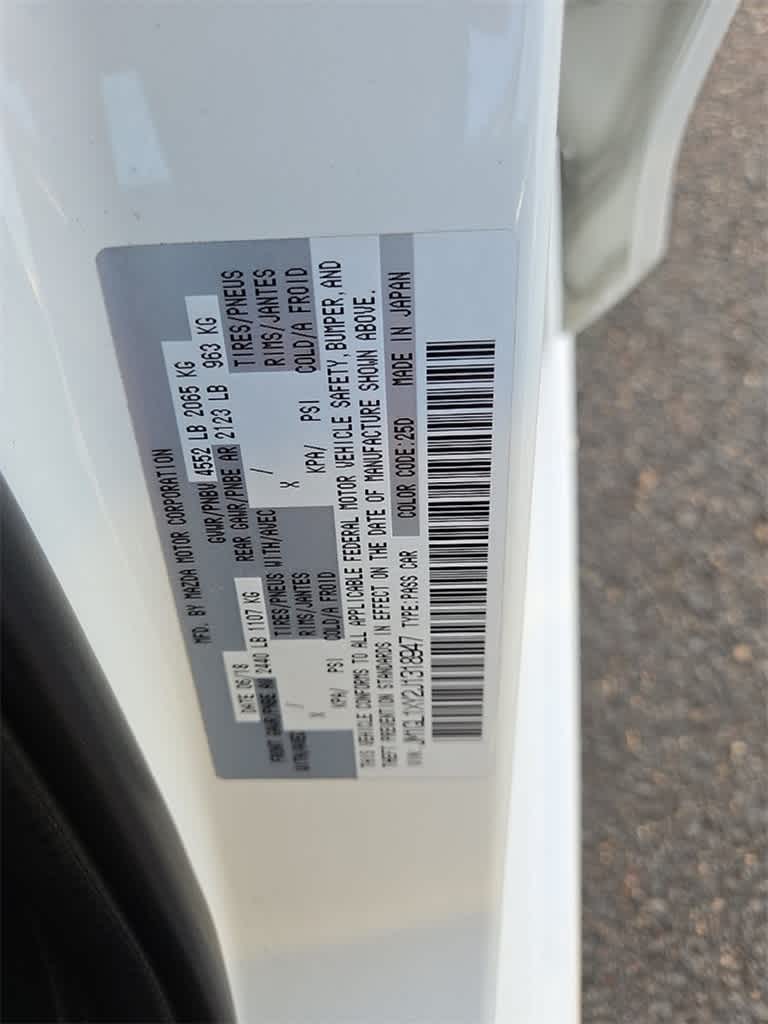 MFD. BY MAZDA MOTOR CORPORATION
DATE 06/18 GVWR/PNBV 4552 LB 2065 KG
FRONT GAWR/PNBE AV 2440 LB 1107 KG REAR GAWR/PNBE AR 2123 LB 963 KG
WITH/AVEC TIRES/PNEUS WITH/AVEC TIRES/PNEUS
X / RIMS/JANTES X / RIMS/JANTES
KPA/ PSI COLD/A FROID KPA/ PSI COLD/A FROID
THIS VEHICLE CONFORMS TO ALL APPLICABLE FEDERAL MOTOR VEHICLE SAFETY, BUMPER, AND
THEFT PREVENTION STANDARDS IN EFFECT ON THE DATE OF MANUFACTURE SHOWN ABOVE.
VIN: JM1GL1XY2J1318947 TYPE:PASS CAR COLOR CODE:25D MADE IN JAPAN